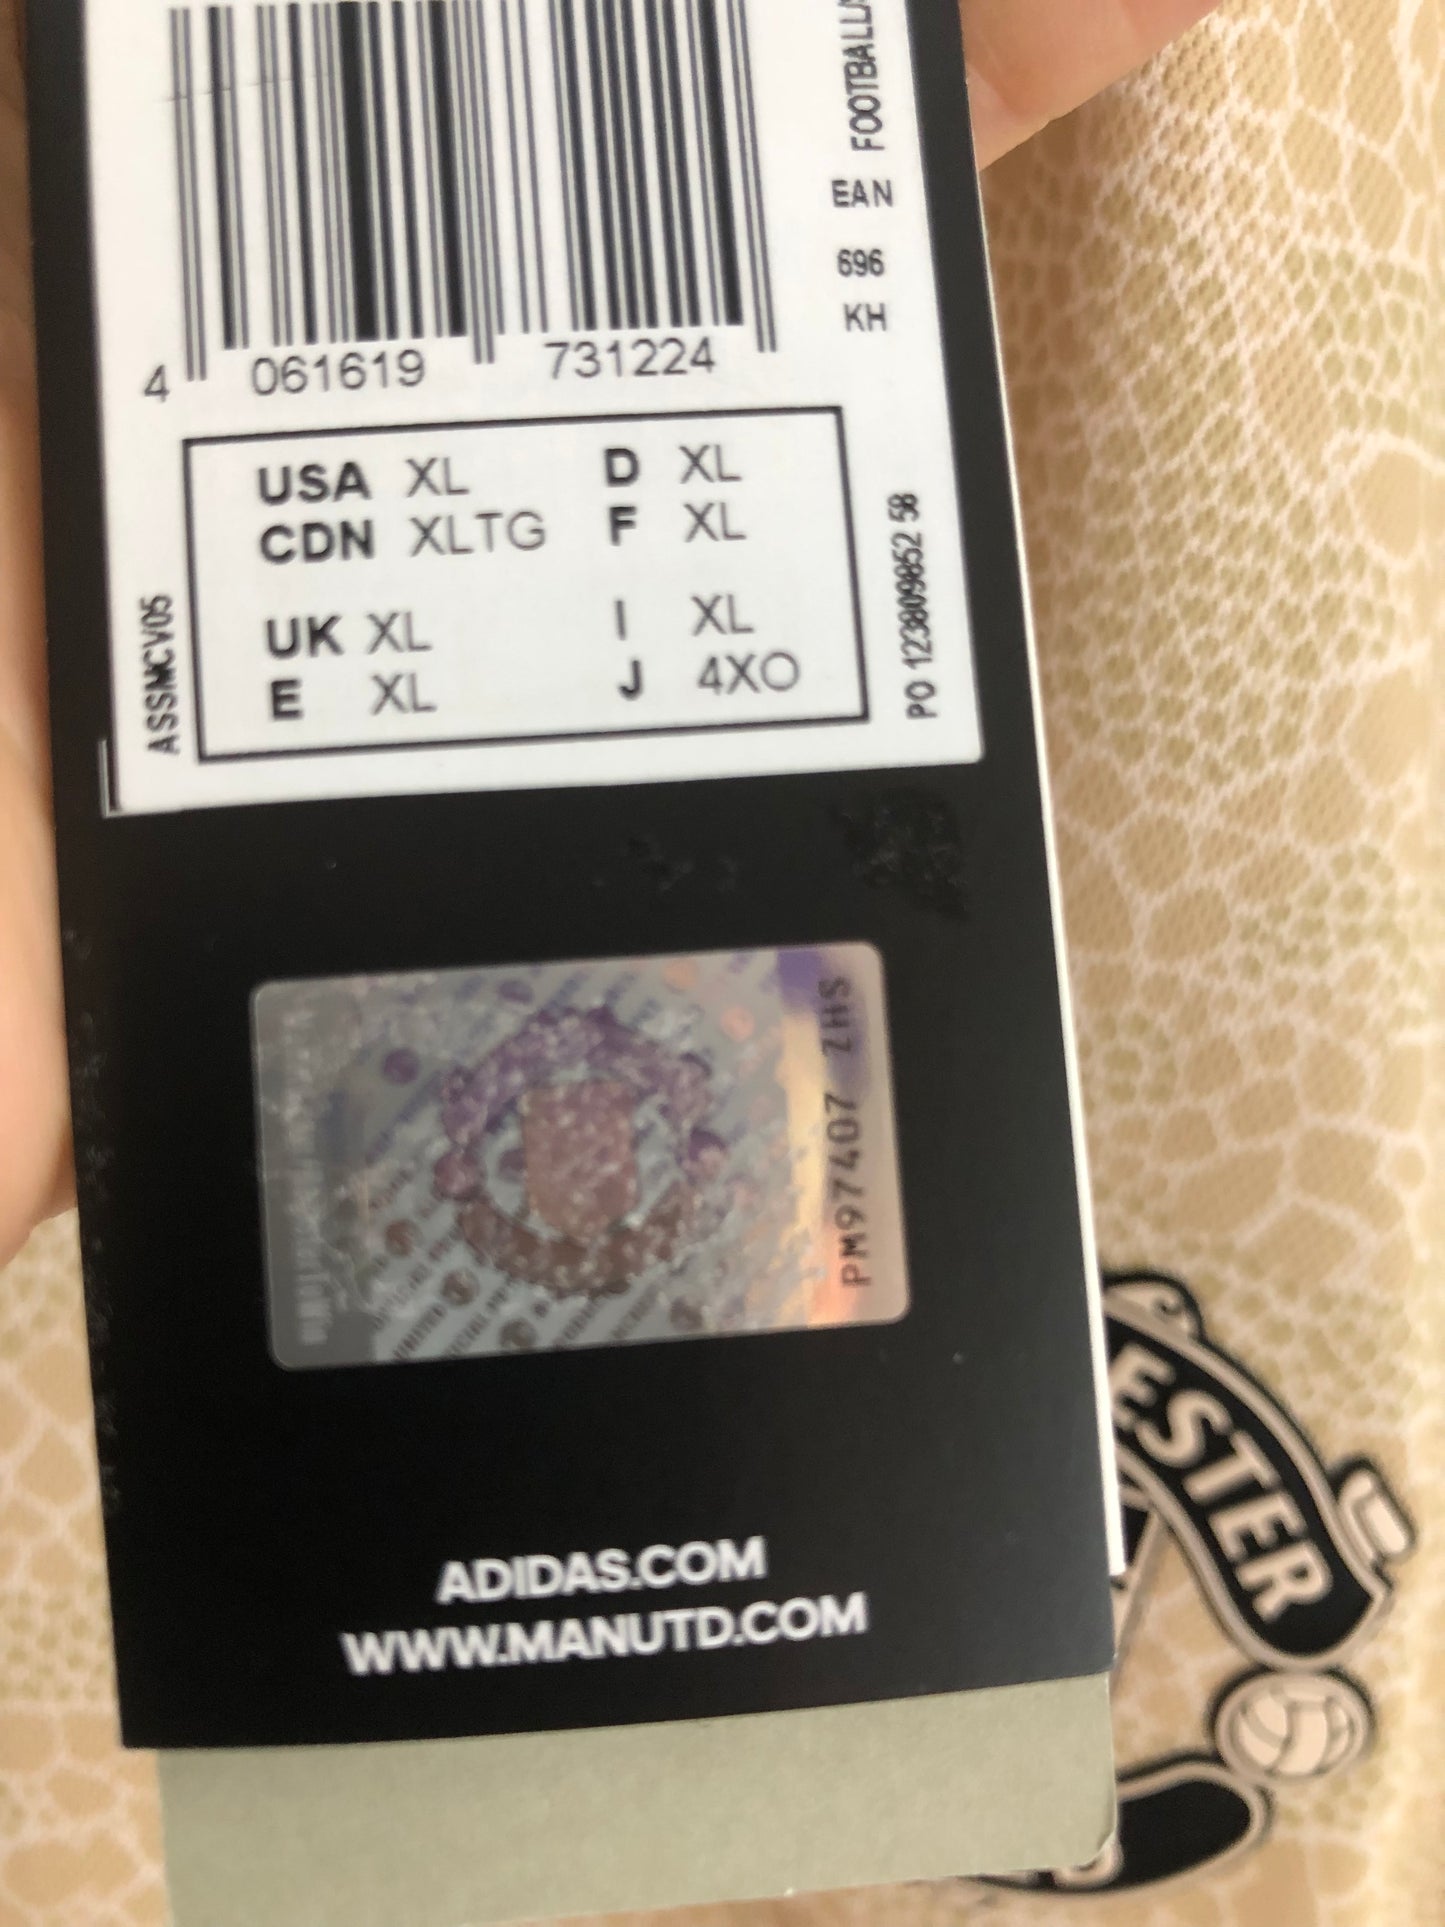 4 061619 731224
FOOTBALL
EAN
696
KH
USA XL D XL
CDN XLTG F XL
UK XL I XL
E XL J 4XO
ASSMCV05
PO 123809852 58
PM97407 ZHS
ADIDAS.COM
WWW.MANUTD.COM
ESTER